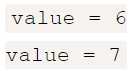 value = 6
value = 7